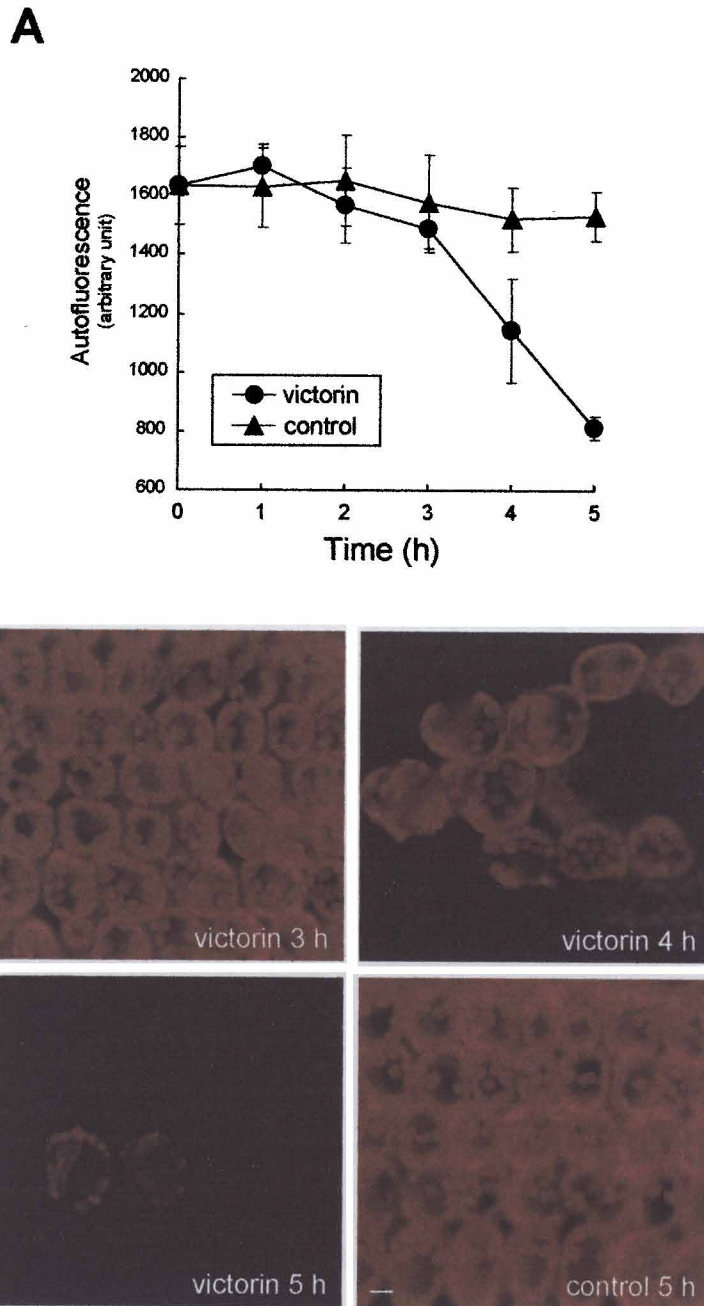 A
2000
1800
1600
1400
1200
1000
800
600
Autofluorescence
(arbitrary unit)
victorin
control
0 1 2 3 4 5
Time (h)
victorin 3 h
victorin 4 h
victorin 5 h
control 5 h